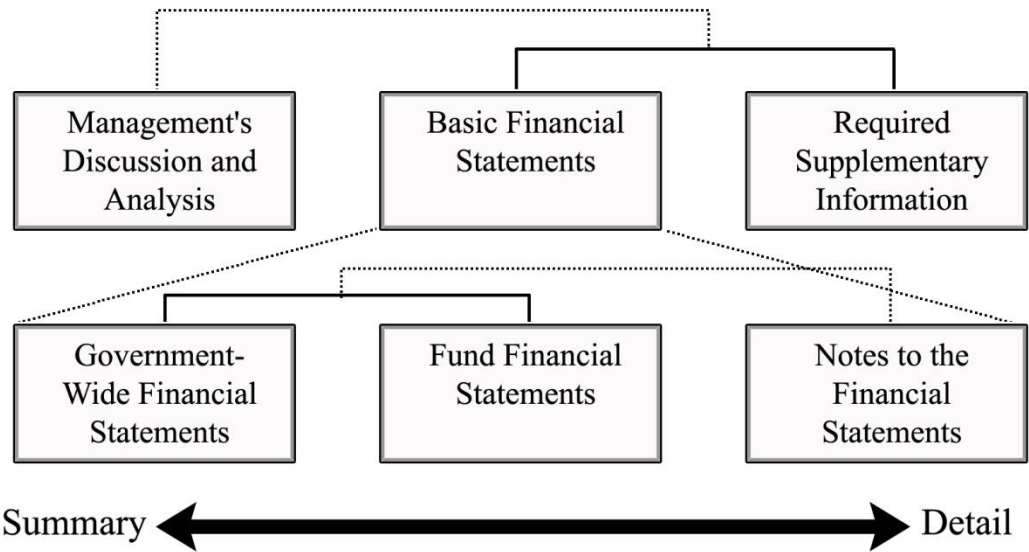 Management's
Discussion and
Analysis
Basic Financial
Statements
Required
Supplementary
Information
Government-
Wide Financial
Statements
Fund Financial
Statements
Notes to the
Financial
Statements
Summary
Detail